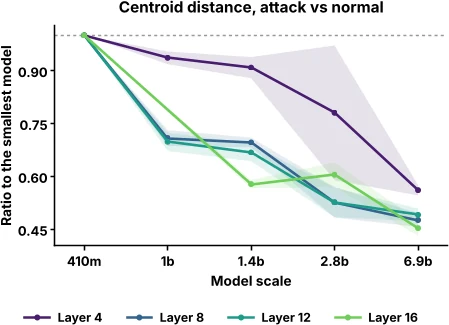 Centroid distance, attack vs normal
Ratio to the smallest model
0.90
0.75
0.60
0.45
410m 1b 1.4b 2.8b 6.9b
Model scale
Layer 4 Layer 8 Layer 12 Layer 16